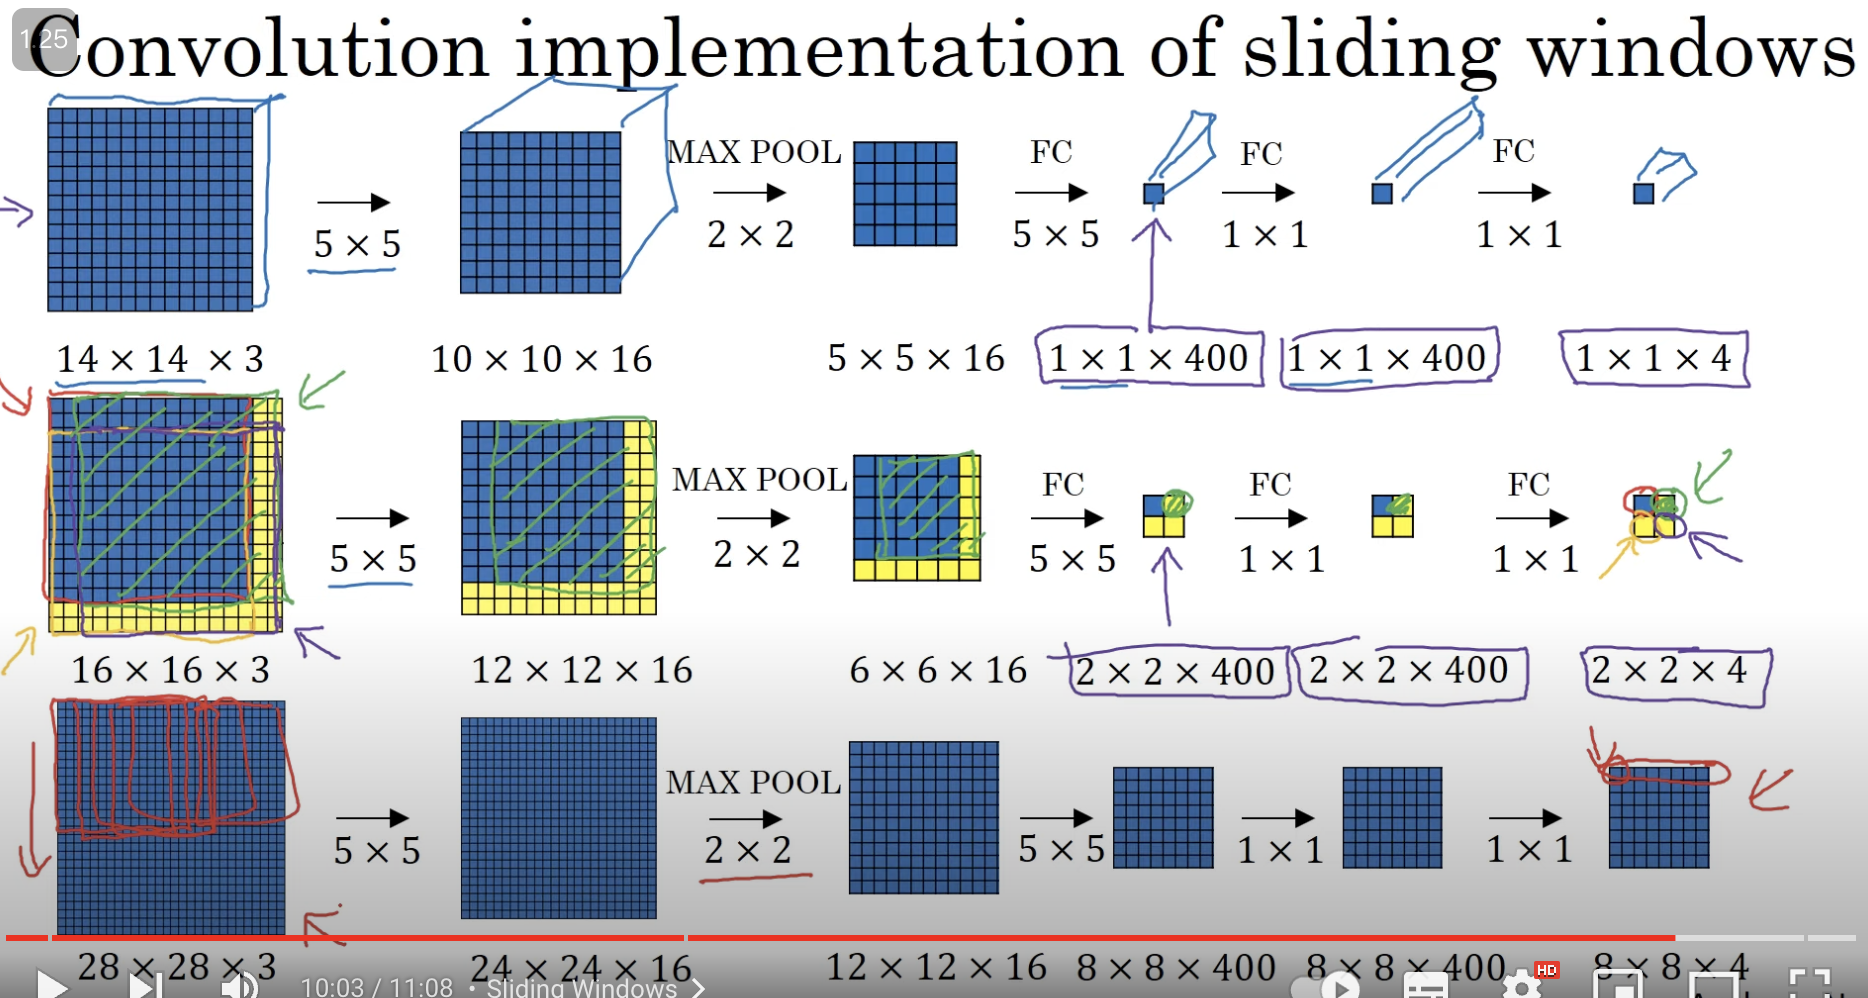 1.25
Convolution implementation of sliding windows
MAX POOL FC FC FC
5 × 5 2 × 2 5 × 5 1 × 1 1 × 1
14 × 14 × 3 10 × 10 × 16 5 × 5 × 16 1 × 1 × 400 1 × 1 × 400 1 × 1 × 4
MAX POOL FC FC FC
5 × 5 2 × 2 5 × 5 1 × 1 1 × 1
16 × 16 × 3 12 × 12 × 16 6 × 6 × 16 2 × 2 × 400 2 × 2 × 400 2 × 2 × 4
MAX POOL
5 × 5 2 × 2 5 × 5 1 × 1 1 × 1
28 × 28 × 3 24 × 24 × 16 12 × 12 × 16 8 × 8 × 400 8 × 8 × 400 8 × 8 × 4
10:03 / 11:08 • Sliding Windows HD